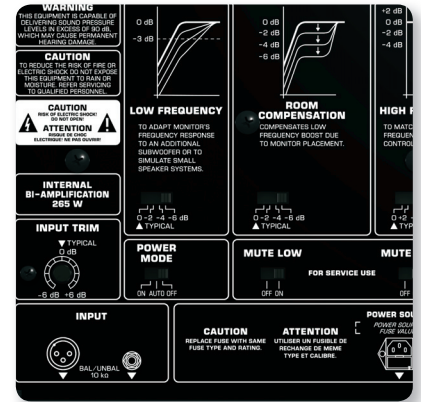 WARNING
THIS EQUIPMENT IS CAPABLE OF
DELIVERING SOUND PRESSURE
LEVELS IN EXCESS OF 90 dB,
WHICH MAY CAUSE PERMANENT
HEARING DAMAGE.
CAUTION
TO REDUCE THE RISK OF FIRE OR
ELECTRIC SHOCK DO NOT EXPOSE
THIS EQUIPMENT TO RAIN OR
MOISTURE. REFER SERVICING
TO QUALIFIED PERSONNEL.
CAUTION
RISK OF ELECTRIC SHOCK!
DO NOT OPEN!
ATTENTION
RISQUE DE CHOC
ELECTRIQUE! NE PAS OUVRIR!
INTERNAL
BI-AMPLIFICATION
265 W
INPUT TRIM
▼ TYPICAL
0 dB
-6 dB +6 dB
0 dB
-3 dB
LOW FREQUENCY
TO ADAPT MONITOR'S
FREQUENCY RESPONSE
TO AN ADDITIONAL
SUBWOOFER OR TO
SIMULATE SMALL
SPEAKER SYSTEMS.
0 -2 -4 -6 dB
▲ TYPICAL
POWER
MODE
ON AUTO OFF
0 dB
-2 dB
-4 dB
-6 dB
ROOM
COMPENSATION
COMPENSATES LOW
FREQUENCY BOOST DUE
TO MONITOR PLACEMENT.
0 -2 -4 -6 dB
▲ TYPICAL
+2 dB
0 dB
-2 dB
-4 dB
HIGH F
TO MATC
FREQUENC
CONTROL
+2 0 -
▲ TYP
MUTE LOW
OFF ON
FOR SERVICE USE
MUTE
OFF
INPUT
BAL/UNBAL
10 kΩ
CAUTION
REPLACE FUSE WITH SAME
FUSE TYPE AND RATING.
ATTENTION
UTILISER UN FUSIBLE DE
RECHANGE DE MEME
TYPE ET CALIBRE.
POWER SOU
POWER SOUR
FUSE VALUE